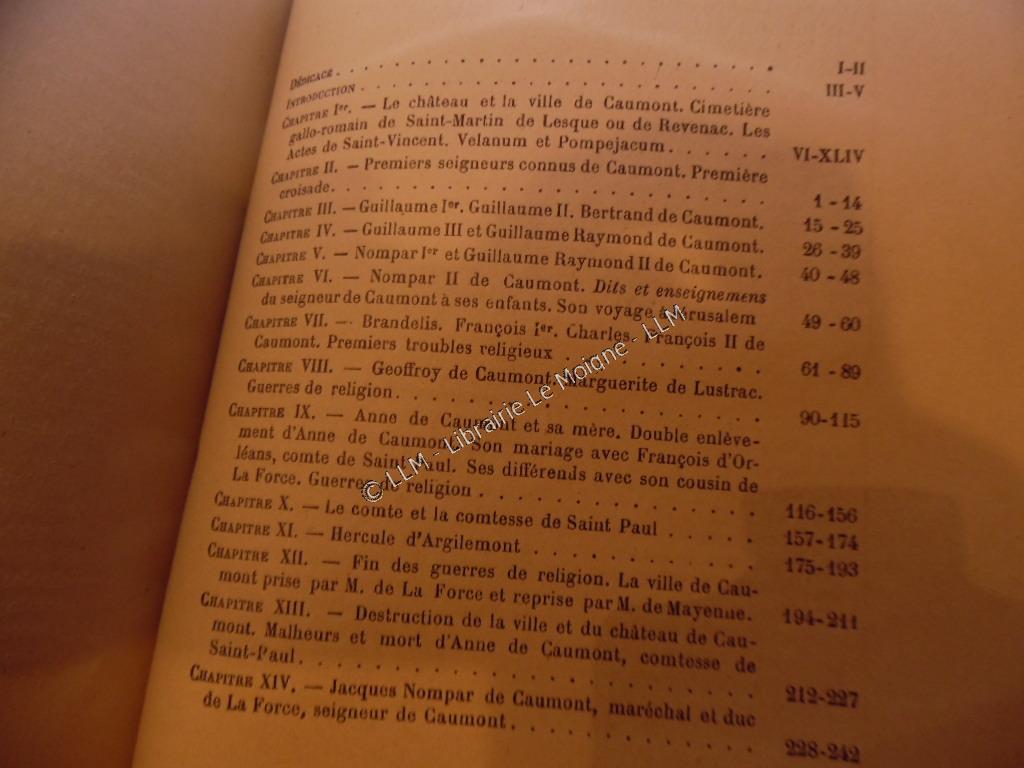 DÉDICACE . . . . . . . . . . . . . . . . . . . . . . . . . . I-II
INTRODUCTION . . . . . . . . . . . . . . . . . . . . . . . . III-V
CHAPITRE Ier. — Le château et la ville de Caumont. Cimetière
gallo-romain de Saint-Martin de Lesque ou de Revenac. Les
Actes de Saint-Vincent. Velanum et Pompejacum. . . . . . . VI-XLIV
CHAPITRE II. — Premiers seigneurs connus de Caumont. Première
croisade. . . . . . . . . . . . . . . . . . . . . . . . . 1 - 14
CHAPITRE III. — Guillaume Ier. Guillaume II. Bertrand de Caumont. 15 - 25
CHAPITRE IV. — Guillaume III et Guillaume Raymond de Caumont. 26 - 39
CHAPITRE V. — Nompar Ier et Guillaume Raymond II de Caumont. 40 - 48
CHAPITRE VI. — Nompar II de Caumont. Dits et enseignemens
du seigneur de Caumont à ses enfants. Son voyage à Jérusalem 49 - 60
CHAPITRE VII. — Brandelis. François Ier. Charles. François II de
Caumont. Premiers troubles religieux . . . . . . . . . . 61 - 89
CHAPITRE VIII. — Geoffroy de Caumont. Marguerite de Lustrac.
Guerres de religion. . . . . . . . . . . . . . . . . . . 90-115
CHAPITRE IX. — Anne de Caumont et sa mère. Double enlève-
ment d'Anne de Caumont. Son mariage avec François d'Or-
léans, comte de Saint-Paul. Ses différends avec son cousin de
La Force. Guerres de religion . . . . . . . . . . . . . . 116-156
CHAPITRE X. — Le comte et la comtesse de Saint Paul . . . . . 157-174
CHAPITRE XI. — Hercule d'Argilemont . . . . . . . . . . . . 175-193
CHAPITRE XII. — Fin des guerres de religion. La ville de Cau-
mont prise par M. de La Force et reprise par M. de Mayenne. 194-211
CHAPITRE XIII. — Destruction de la ville et du château de Cau-
mont. Malheurs et mort d'Anne de Caumont, comtesse de
Saint-Paul. . . . . . . . . . . . . . . . . . . . . . . . 212-227
CHAPITRE XIV. — Jacques Nompar de Caumont, maréchal et duc
de La Force, seigneur de Caumont. . . . . . . . . . . . . 228-242
© LLM - Librairie Le Moigne - LLM